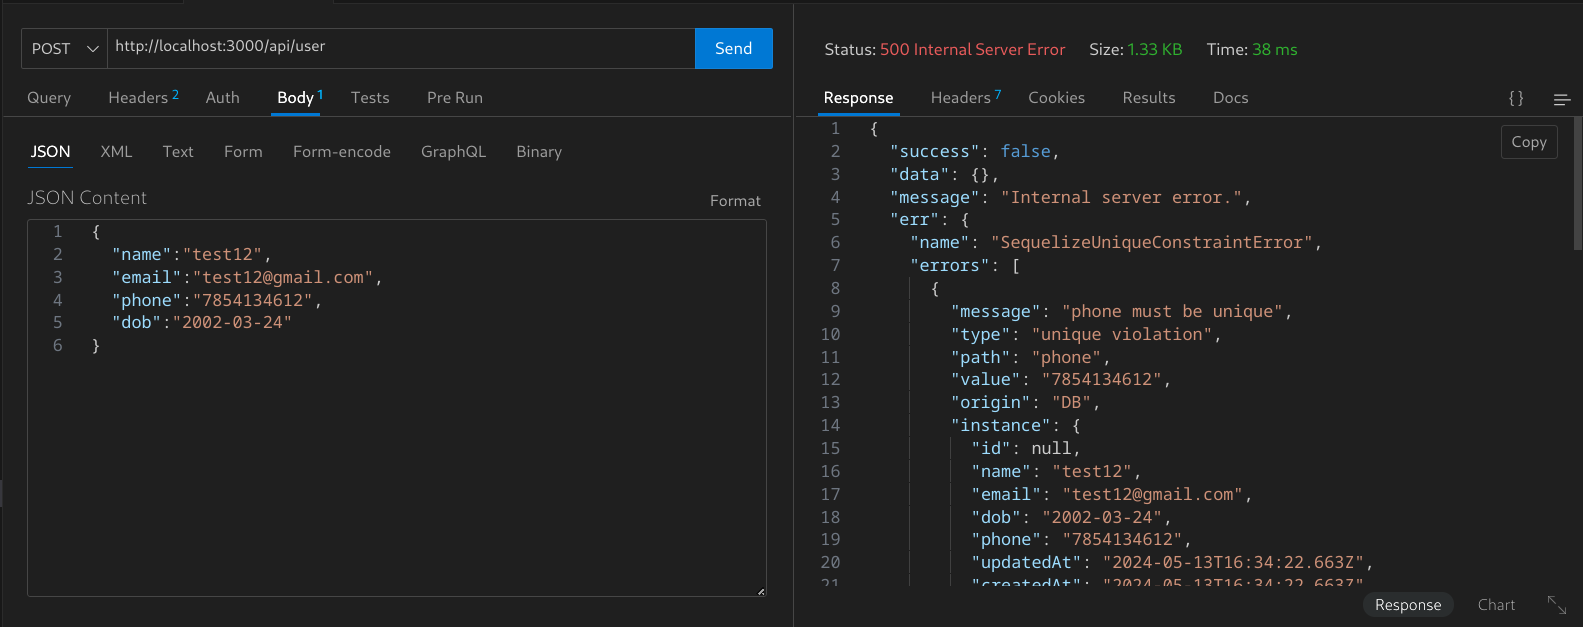 POST
http://localhost:3000/api/user
Send
Query
Headers 2
Auth
Body 1
Tests
Pre Run
JSON
XML
Text
Form
Form-encode
GraphQL
Binary
JSON Content
Format
1 {
2 "name":"test12",
3 "email":"test12@gmail.com",
4 "phone":"7854134612",
5 "dob":"2002-03-24"
6 }
Status: 500 Internal Server Error Size: 1.33 KB Time: 38 ms
Response
Headers 7
Cookies
Results
Docs
{ }
Copy
1 {
2 "success": false,
3 "data": {},
4 "message": "Internal server error.",
5 "err": {
6 "name": "SequelizeUniqueConstraintError",
7 "errors": [
8 {
9 "message": "phone must be unique",
10 "type": "unique violation",
11 "path": "phone",
12 "value": "7854134612",
13 "origin": "DB",
14 "instance": {
15 "id": null,
16 "name": "test12",
17 "email": "test12@gmail.com",
18 "dob": "2002-03-24",
19 "phone": "7854134612",
20 "updatedAt": "2024-05-13T16:34:22.663Z",
21 "createdAt": "2024-05-13T16:34:22.663Z"
Response
Chart